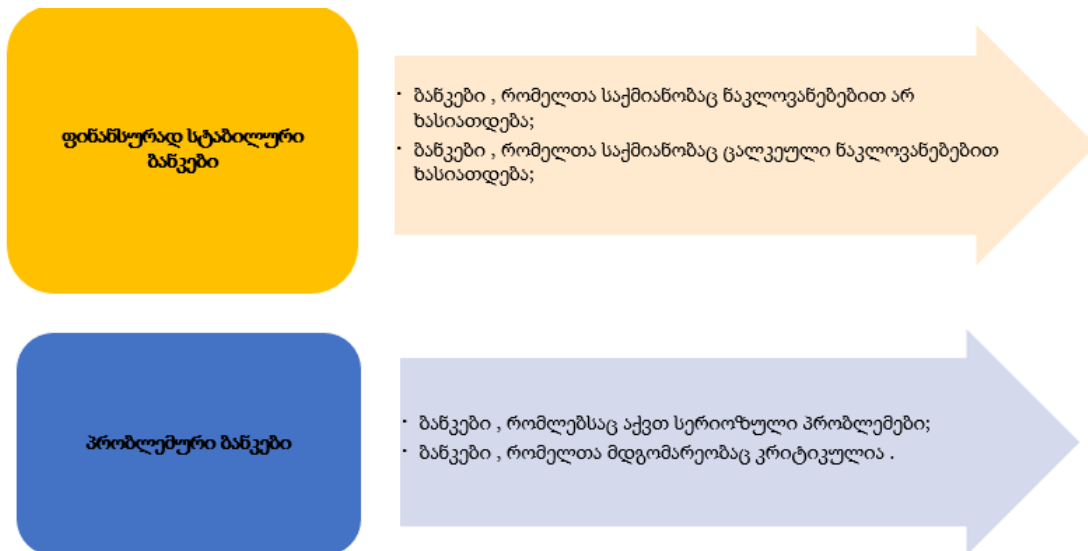 ფინანსურად სტაბილური
ბანკები
· ბანკები , რომელთა საქმიანობაც ნაკლოვანებებით არ
ხასიათდება;
· ბანკები , რომელთა საქმიანობაც ცალკეული ნაკლოვანებებით
ხასიათდება;
პრობლემური ბანკები
· ბანკები , რომლებსაც აქვთ სერიოზული პრობლემები;
· ბანკები , რომელთა მდგომარეობაც კრიტიკულია .